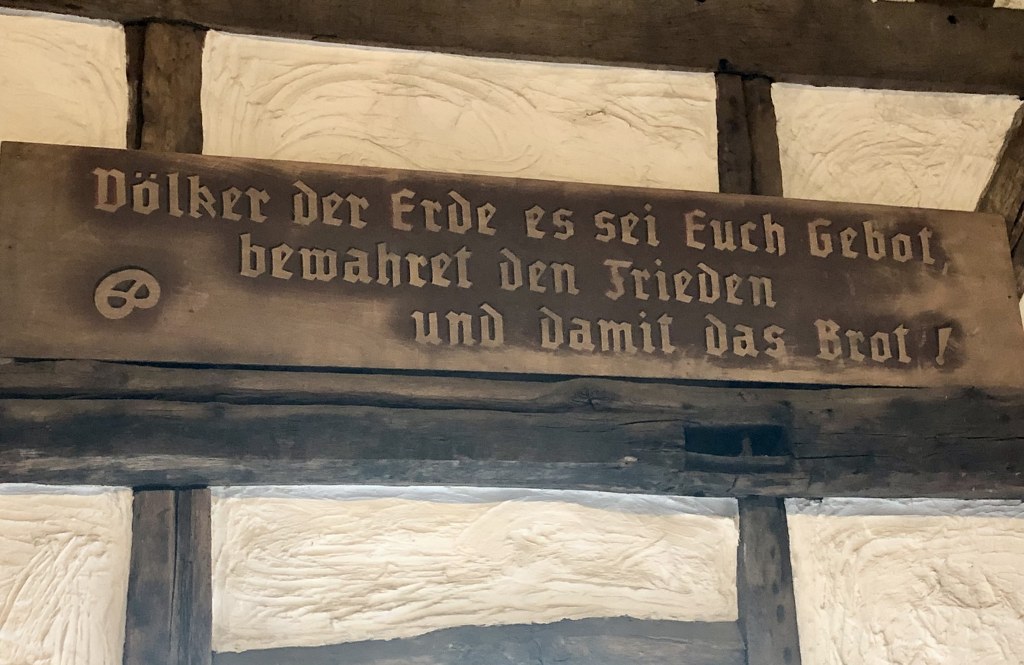 Völker der Erde es sei Euch Gebot,
bewahret den Frieden
und damit das Brot!